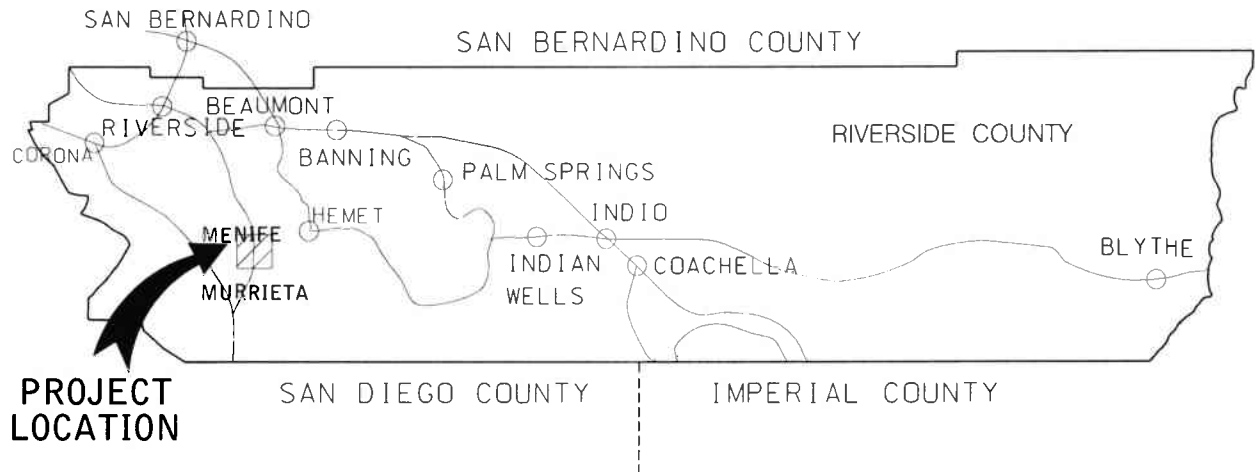 SAN BERNARDINO
SAN BERNARDINO COUNTY
BEAUMONT
RIVERSIDE
RIVERSIDE COUNTY
CORONA
BANNING
PALM SPRINGS
HEMET
INDIO
MENIFE
BLYTHE
INDIAN
WELLS
COACHELLA
MURRIETA
PROJECT
LOCATION
SAN DIEGO COUNTY
IMPERIAL COUNTY